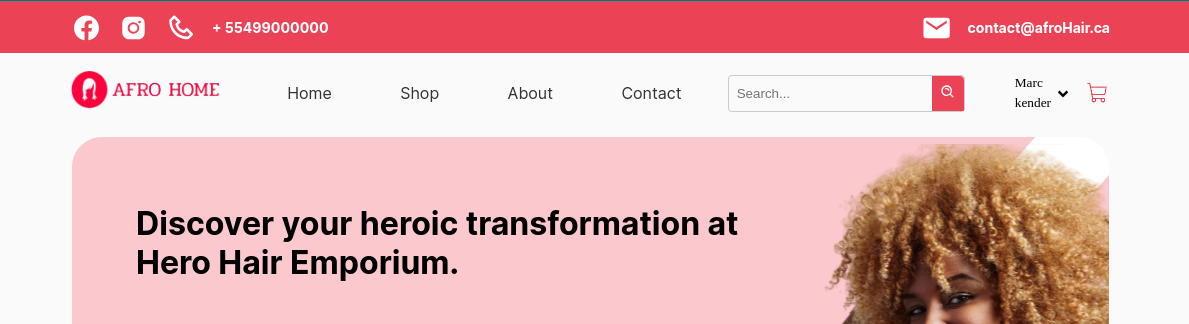 + 55499000000
contact@afroHair.ca
AFRO HOME
Home
Shop
About
Contact
Search...
Marc
kender
Discover your heroic transformation at
Hero Hair Emporium.